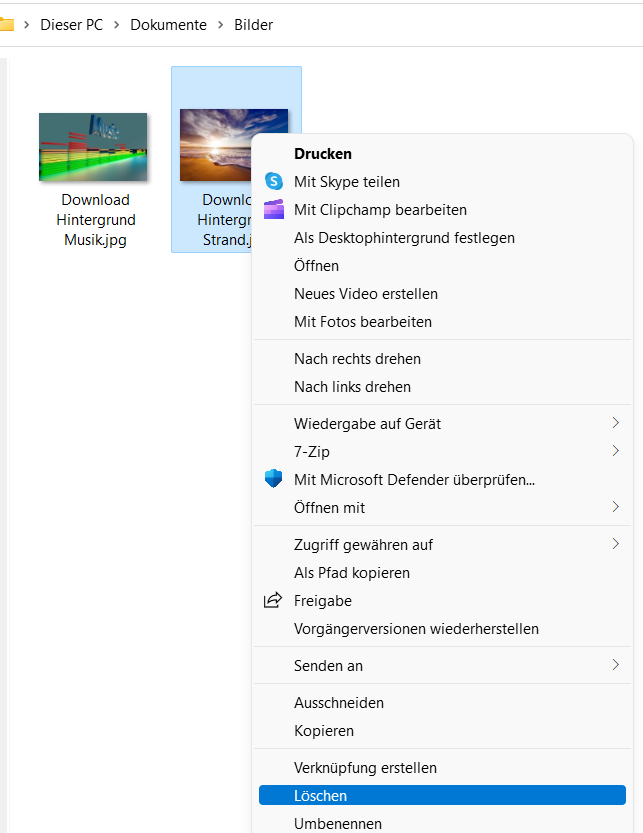 Dieser PC > Dokumente > Bilder
Download
Hintergrund
Musik.jpg
Downlo
Hintergr
Strand.j
Drucken
Mit Skype teilen
Mit Clipchamp bearbeiten
Als Desktophintergrund festlegen
Öffnen
Neues Video erstellen
Mit Fotos bearbeiten
Nach rechts drehen
Nach links drehen
Wiedergabe auf Gerät
7-Zip
Mit Microsoft Defender überprüfen...
Öffnen mit
Zugriff gewähren auf
Als Pfad kopieren
Freigabe
Vorgängerversionen wiederherstellen
Senden an
Ausschneiden
Kopieren
Verknüpfung erstellen
Löschen
Umbenennen